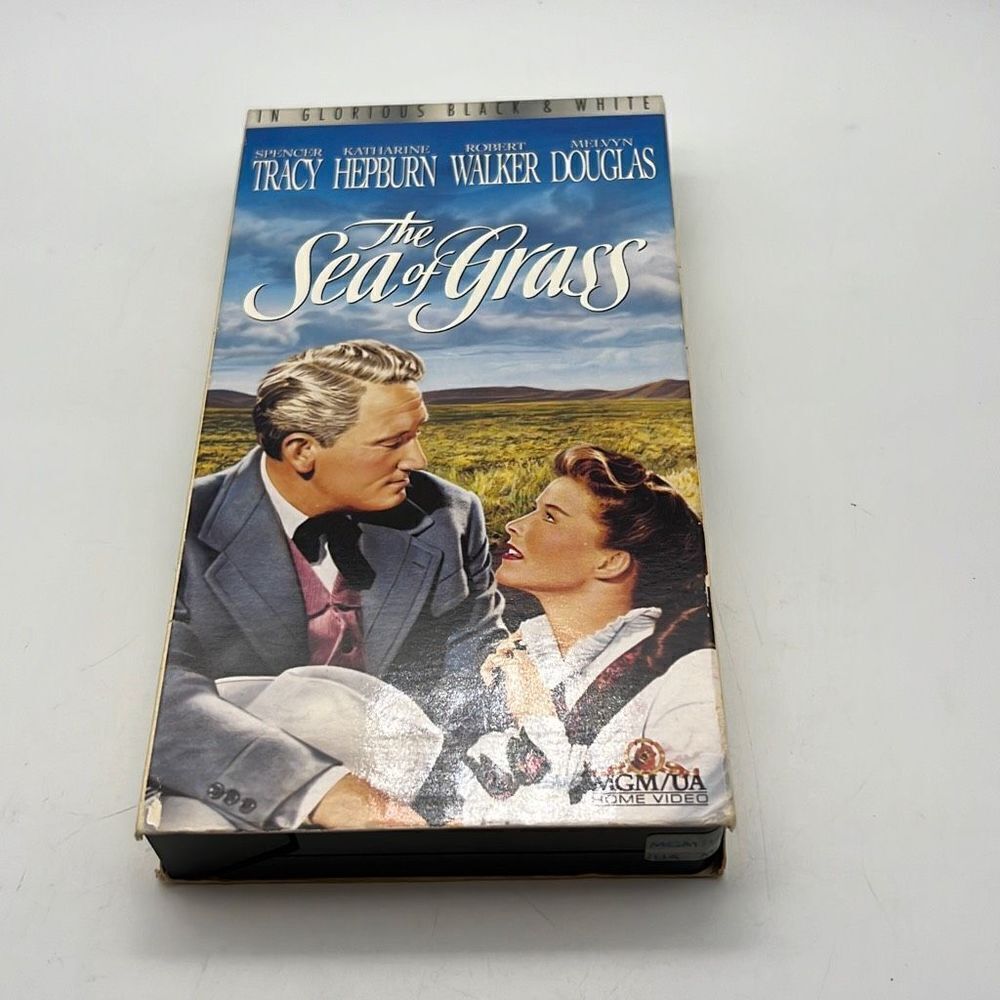 IN GLORIOUS BLACK & WHITE
SPENCER KATHARINE ROBERT MELVYN
TRACY HEPBURN WALKER DOUGLAS
The
Sea of Grass
MGM/UA
HOME VIDEO
MGM